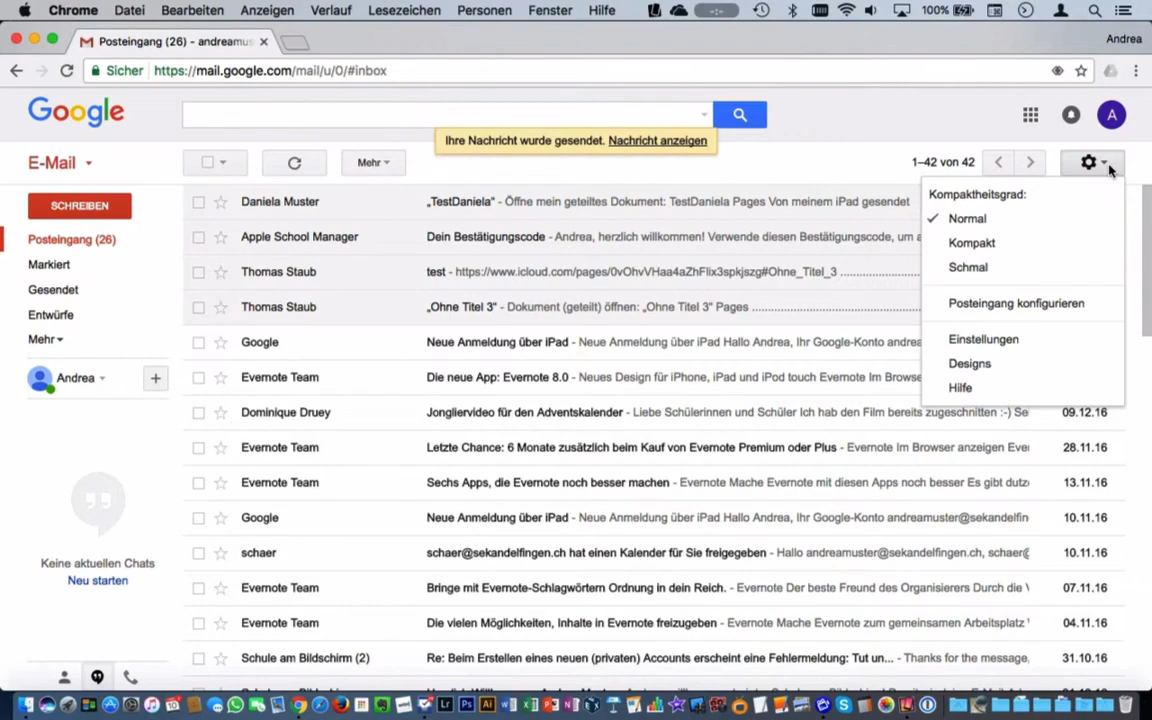 Chrome Datei Bearbeiten Anzeigen Verlauf Lesezeichen Personen Fenster Hilfe 100%
Posteingang (26) - andreamus
Andrea
Sicher https://mail.google.com/mail/u/0/#inbox
Google
A
Ihre Nachricht wurde gesendet. Nachricht anzeigen
E-Mail
Mehr
1–42 von 42
SCHREIBEN
Posteingang (26)
Markiert
Gesendet
Entwürfe
Mehr
Andrea
Keine aktuellen Chats
Neu starten
Kompaktheitsgrad:
Normal
Kompakt
Schmal
Posteingang konfigurieren
Einstellungen
Designs
Hilfe
Daniela Muster „TestDaniela" - Öffne mein geteiltes Dokument: TestDaniela Pages Von meinem iPad gesendet
Apple School Manager Dein Bestätigungscode - Andrea, herzlich willkommen! Verwende diesen Bestätigungscode, um a
Thomas Staub test - https://www.icloud.com/pages/0vOhvVHaa4aZhFlix3spkjszg#Ohne_Titel_3
Thomas Staub „Ohne Titel 3" - Dokument (geteilt) öffnen: „Ohne Titel 3" Pages
Google Neue Anmeldung über iPad - Neue Anmeldung über iPad Hallo Andrea, Ihr Google-Konto andrea
Evernote Team Die neue App: Evernote 8.0 - Neues Design für iPhone, iPad und iPod touch Evernote Im Browse
Dominique Druey Jongliervideo für den Adventskalender - Liebe Schülerinnen und Schüler Ich hab den Film bereits zugeschnitten :-) Se 09.12.16
Evernote Team Letzte Chance: 6 Monate zusätzlich beim Kauf von Evernote Premium oder Plus - Evernote Im Browser anzeigen Ever 28.11.16
Evernote Team Sechs Apps, die Evernote noch besser machen - Evernote Mache Evernote mit diesen Apps noch besser Es gibt dutz 13.11.16
Google Neue Anmeldung über iPad - Neue Anmeldung über iPad Hallo Andrea, Ihr Google-Konto andreamuster@sekandelfin 10.11.16
schaer schaer@sekandelfingen.ch hat einen Kalender für Sie freigegeben - Hallo andreamuster@sekandelfingen.ch, schaer@ 10.11.16
Evernote Team Bringe mit Evernote-Schlagwörtern Ordnung in dein Reich. - Evernote Der beste Freund des Organisierers Durch die 07.11.16
Evernote Team Die vielen Möglichkeiten, Inhalte in Evernote freizugeben - Evernote Mache Evernote zum gemeinsamen Arbeitsplatz 04.11.16
Schule am Bildschirm (2) Re: Beim Erstellen eines neuen (privaten) Accounts erscheint eine Fehlermeldung: Tut un... - Thanks for the message, 31.10.16